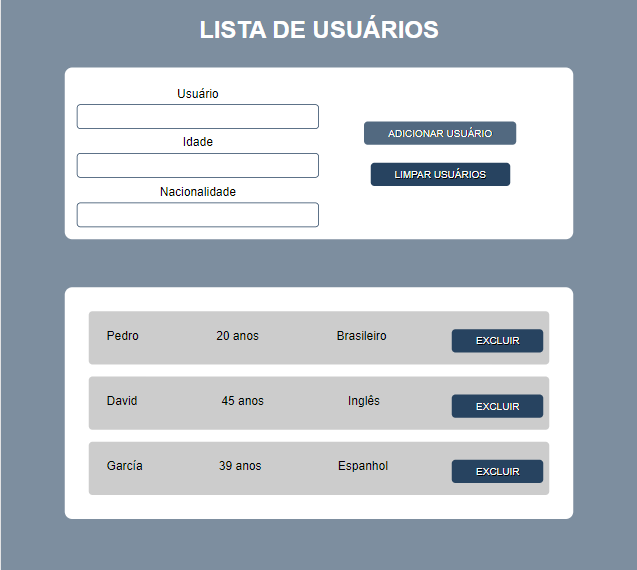 LISTA DE USUÁRIOS
Usuário
Idade
Nacionalidade
ADICIONAR USUÁRIO
LIMPAR USUÁRIOS
Pedro 20 anos Brasileiro EXCLUIR
David 45 anos Inglês EXCLUIR
García 39 anos Espanhol EXCLUIR